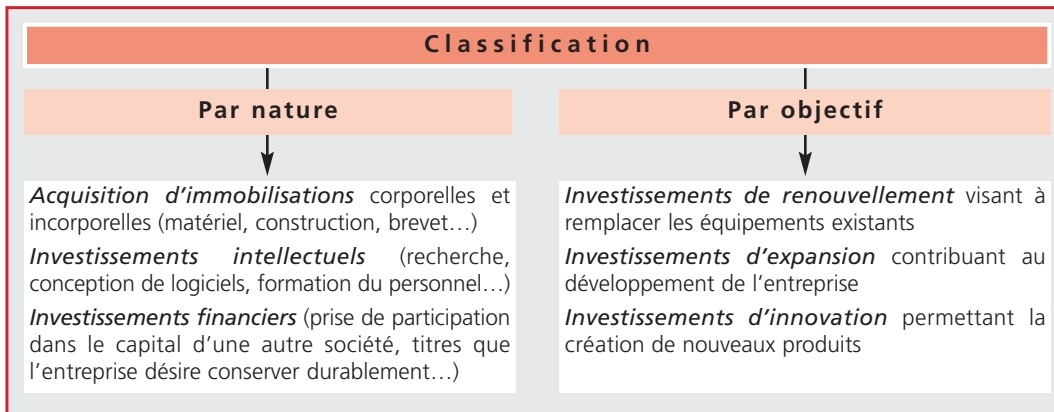 Classification
Par nature
Acquisition d’immobilisations corporelles et
incorporelles (matériel, construction, brevet…)
Investissements intellectuels (recherche,
conception de logiciels, formation du personnel…)
Investissements financiers (prise de participation
dans le capital d’une autre société, titres que
l’entreprise désire conserver durablement…)
Par objectif
Investissements de renouvellement visant à
remplacer les équipements existants
Investissements d’expansion contribuant au
développement de l’entreprise
Investissements d’innovation permettant la
création de nouveaux produits